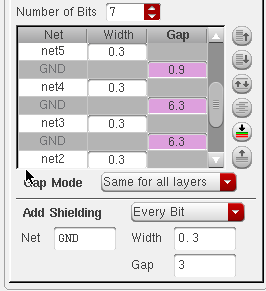 Number of Bits 7
Net Width Gap
net5 0.3
GND 0.9
net4 0.3
GND 6.3
net3 0.3
GND 6.3
net2 0.3
Gap Mode Same for all layers
Add Shielding Every Bit
Net GND Width 0.3
Gap 3